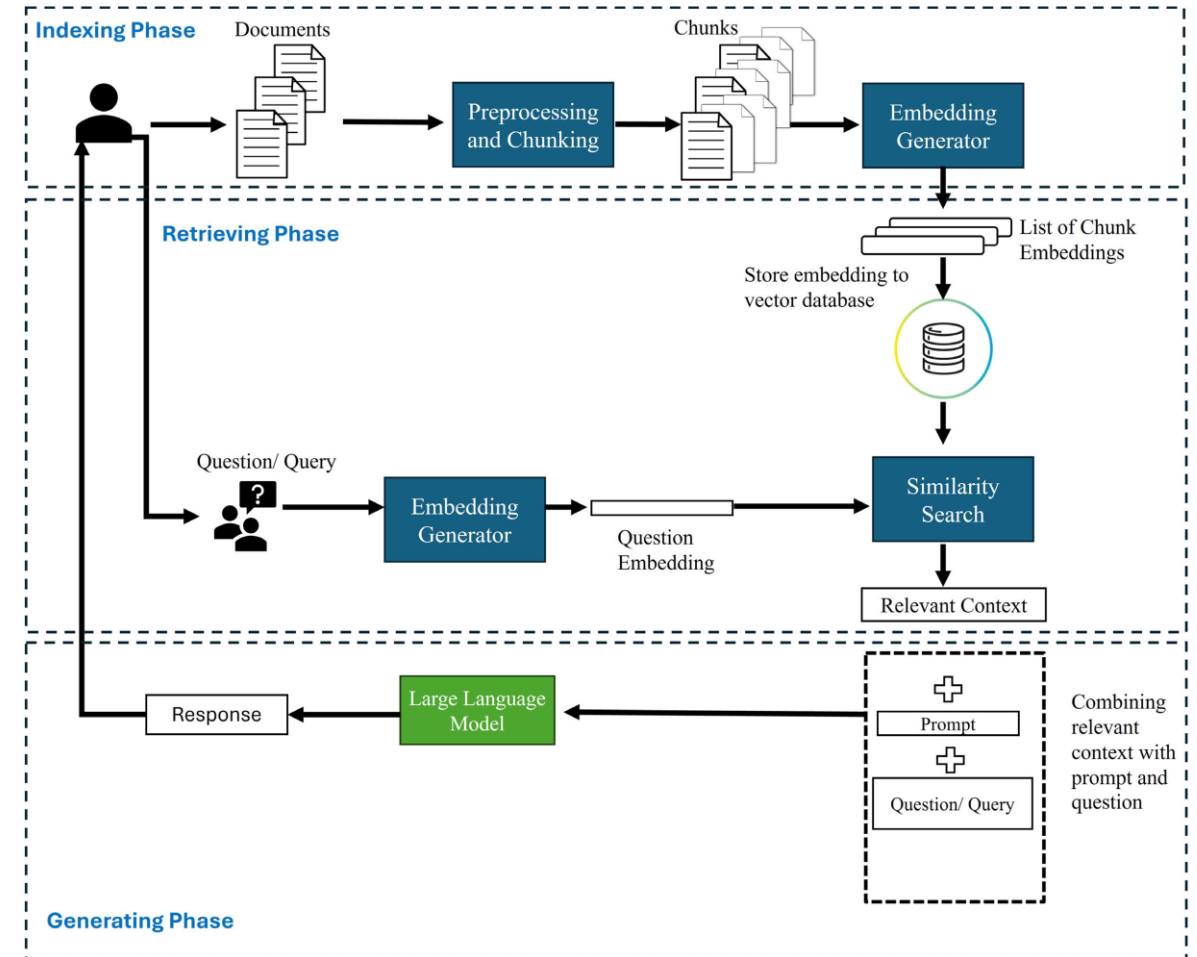 Indexing Phase
Documents
Chunks
Preprocessing
and Chunking
Embedding
Generator
Retrieving Phase
List of Chunk
Embeddings
Store embedding to
vector database
Question/ Query
?
Embedding
Generator
Question
Embedding
Similarity
Search
Relevant Context
Response
Large Language
Model
Prompt
Question/ Query
Combining
relevant
context with
prompt and
question
Generating Phase